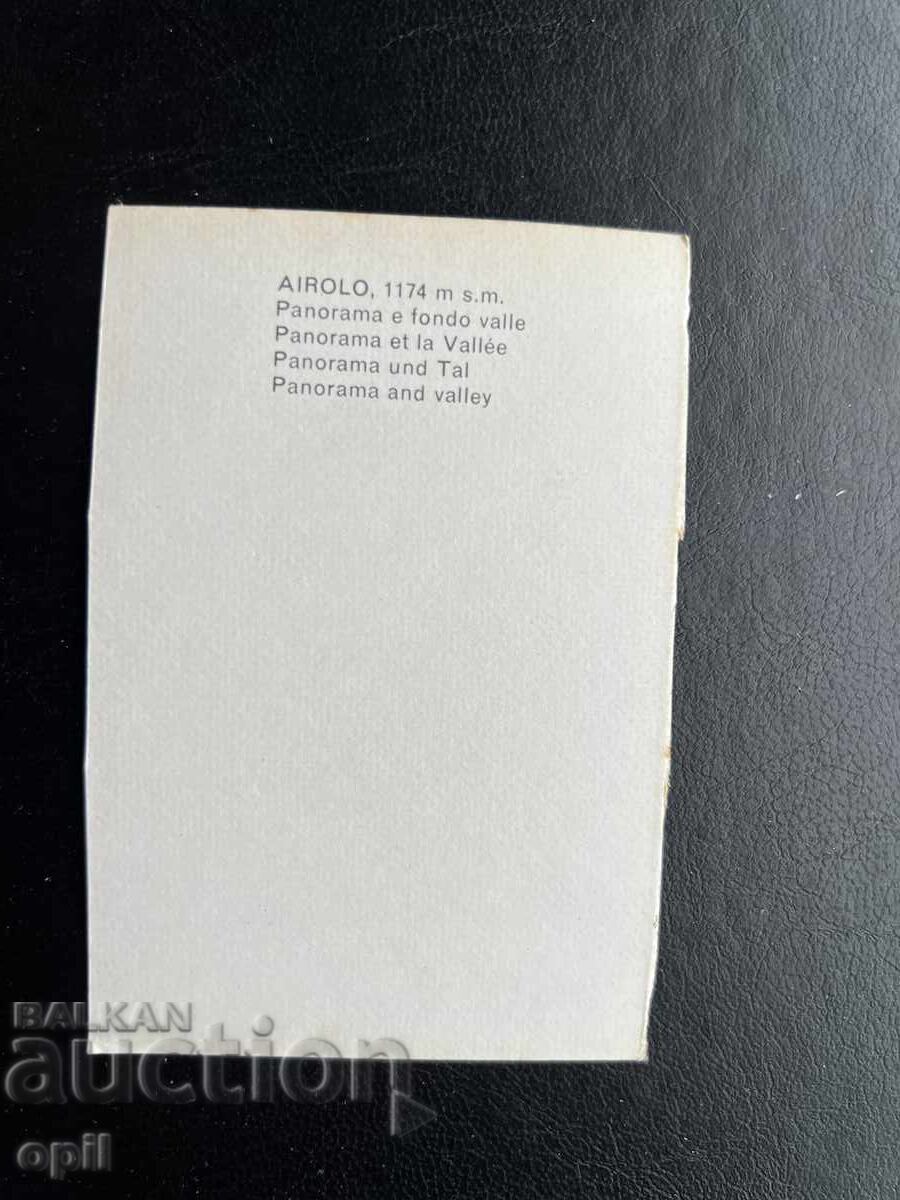 AIROLO, 1174 m s.m.
Panorama e fondo valle
Panorama et la Vallée
Panorama und Tal
Panorama and valley
BALKAN
auction
opil